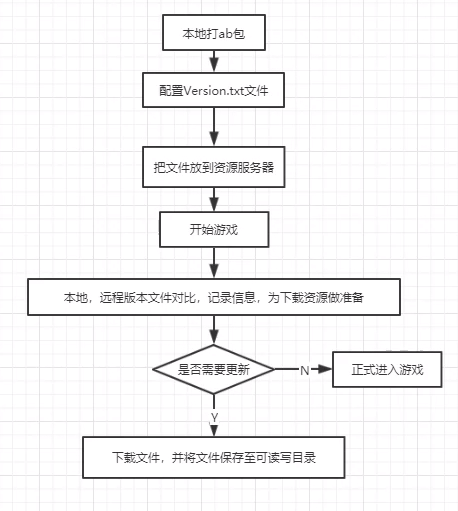 本地打ab包
配置Version.txt文件
把文件放到资源服务器
开始游戏
本地，远程版本文件对比，记录信息，为下载资源做准备
是否需要更新
N
正式进入游戏
Y
下载文件，并将文件保存至可读写目录